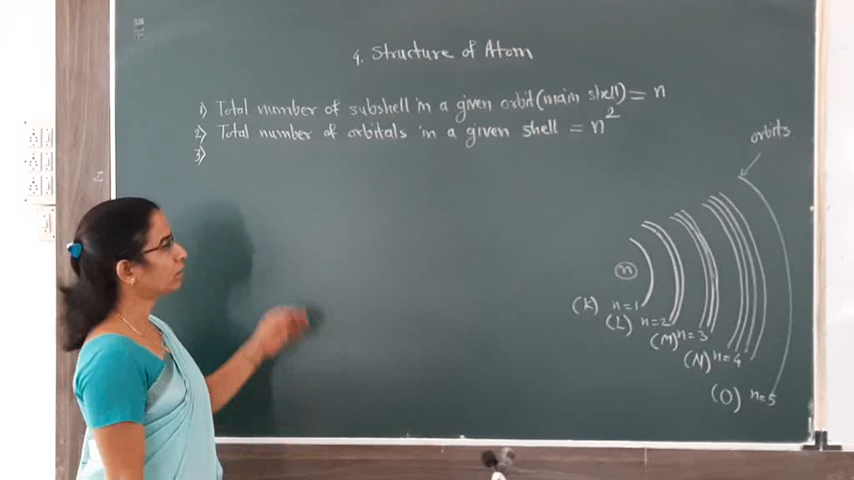 4. Structure of Atom
1) Total number of subshell in a given orbit (main shell) = n
2) Total number of orbitals in a given shell = n²
3)
orbits
n
(K) n=1
(L) n=2
(M) n=3
(N) n=4
(O) n=5